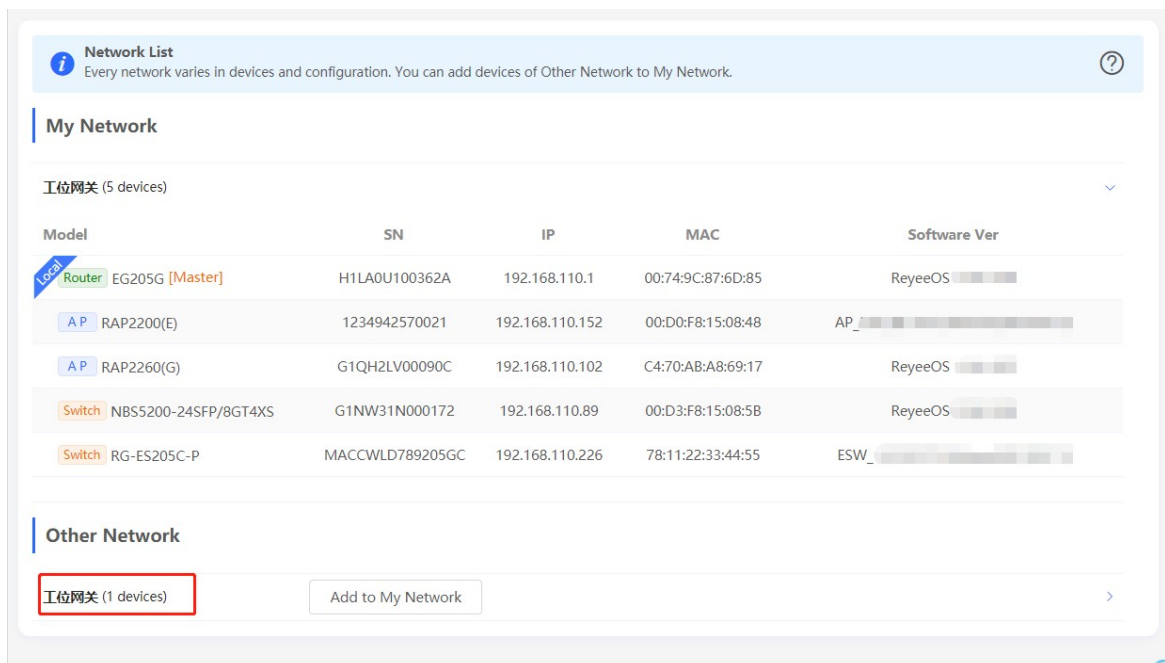 Network List
Every network varies in devices and configuration. You can add devices of Other Network to My Network.
My Network
工位网关 (5 devices)
Model SN IP MAC Software Ver
Local Router EG205G [Master] H1LA0U100362A 192.168.110.1 00:74:9C:87:6D:85 ReyeeOS
AP RAP2200(E) 1234942570021 192.168.110.152 00:D0:F8:15:08:48 AP_
AP RAP2260(G) G1QH2LV00090C 192.168.110.102 C4:70:AB:A8:69:17 ReyeeOS
Switch NBS5200-24SFP/8GT4XS G1NW31N000172 192.168.110.89 00:D3:F8:15:08:5B ReyeeOS
Switch RG-ES205C-P MACCWLD789205GC 192.168.110.226 78:11:22:33:44:55 ESW_
Other Network
工位网关 (1 devices) Add to My Network